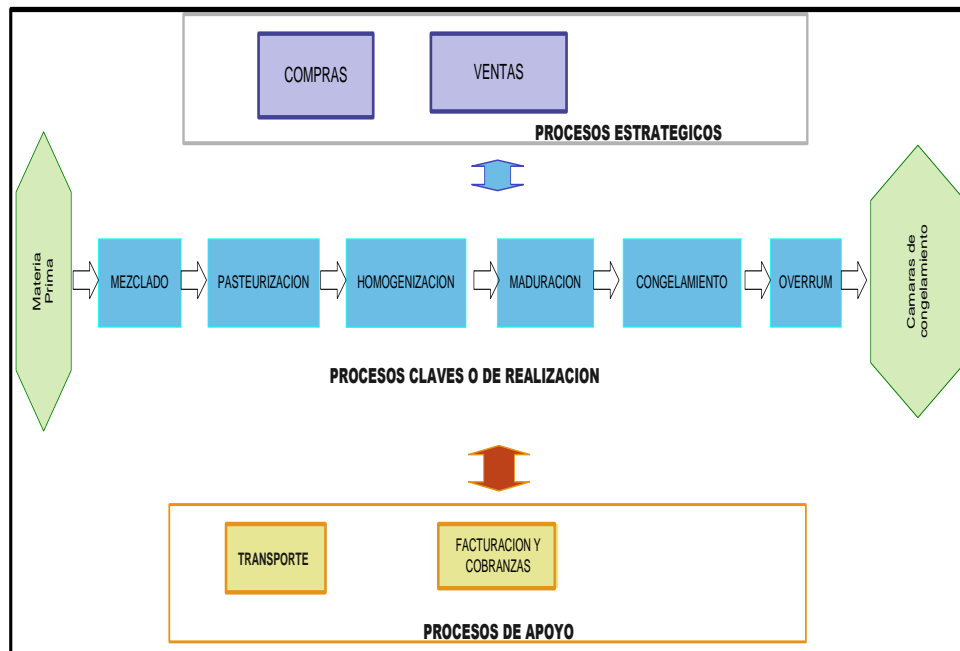 COMPRAS
VENTAS
PROCESOS ESTRATEGICOS
Materia
Prima
MEZCLADO
PASTEURIZACION
HOMOGENIZACION
MADURACION
CONGELAMIENTO
OVERRUM
Camaras de
congelamiento
PROCESOS CLAVES O DE REALIZACION
TRANSPORTE
FACTURACION Y
COBRANZAS
PROCESOS DE APOYO